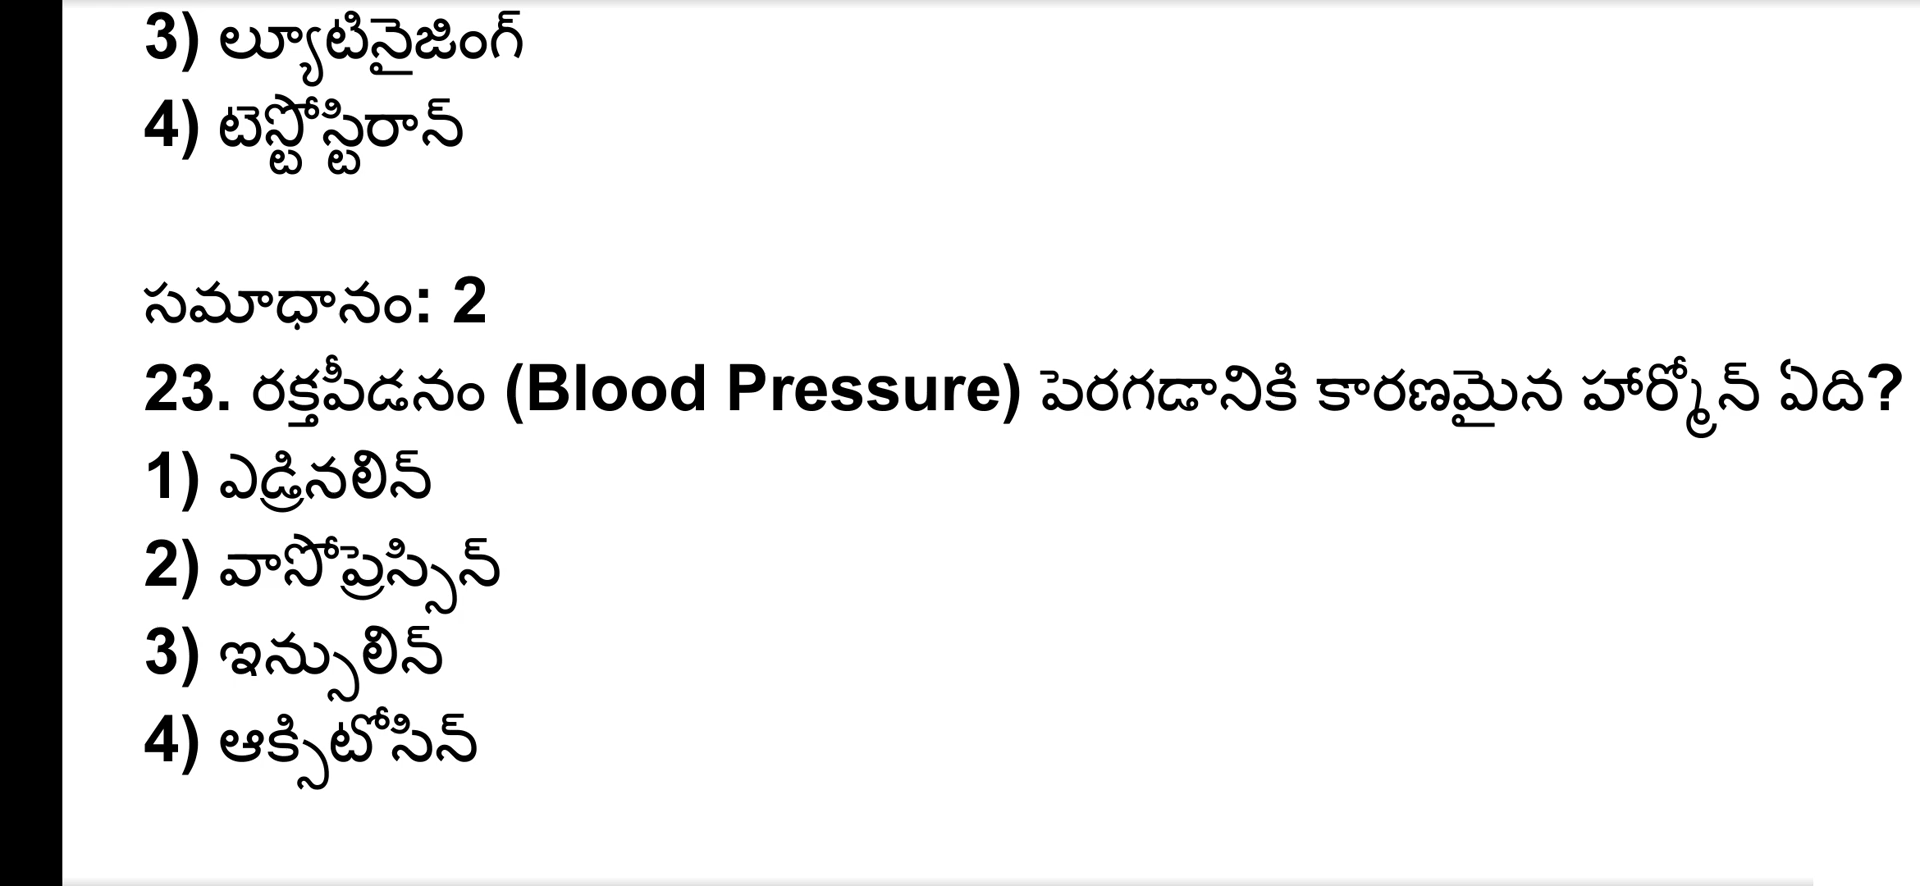 3) ల్యూటినైజింగ్
4) టెస్టోస్టిరాన్
సమాధానం: 2
23. రక్తపీడనం (Blood Pressure) పెరగడానికి కారణమైన హార్మోన్ ఏది?
1) ఎడ్రినలిన్
2) వాసోప్రెస్సిన్
3) ఇన్సులిన్
4) ఆక్సిటోసిన్